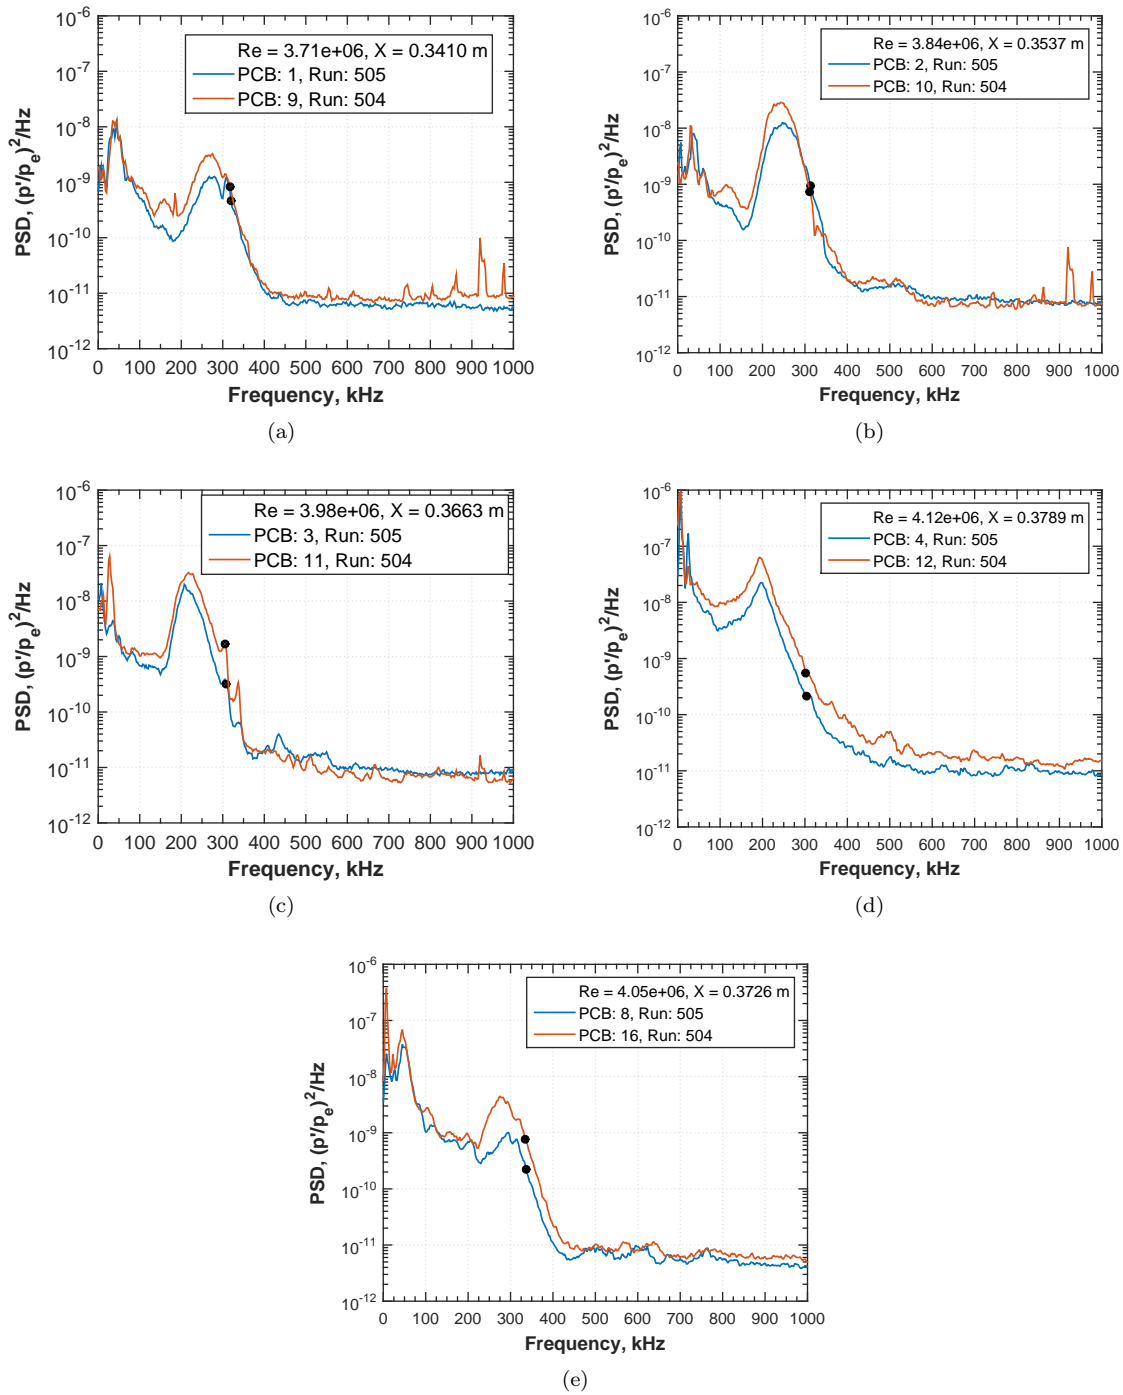 10^-6
10^-7
10^-8
10^-9
10^-10
10^-11
10^-12
PSD, (p'/p_e)^2/Hz
Re = 3.71e+06, X = 0.3410 m
PCB: 1, Run: 505
PCB: 9, Run: 504
0 100 200 300 400 500 600 700 800 900 1000
Frequency, kHz
(a)
10^-6
10^-7
10^-8
10^-9
10^-10
10^-11
10^-12
PSD, (p'/p_e)^2/Hz
Re = 3.84e+06, X = 0.3537 m
PCB: 2, Run: 505
PCB: 10, Run: 504
0 100 200 300 400 500 600 700 800 900 1000
Frequency, kHz
(b)
10^-6
10^-7
10^-8
10^-9
10^-10
10^-11
10^-12
PSD, (p'/p_e)^2/Hz
Re = 3.98e+06, X = 0.3663 m
PCB: 3, Run: 505
PCB: 11, Run: 504
0 100 200 300 400 500 600 700 800 900 1000
Frequency, kHz
(c)
10^-6
10^-7
10^-8
10^-9
10^-10
10^-11
10^-12
PSD, (p'/p_e)^2/Hz
Re = 4.12e+06, X = 0.3789 m
PCB: 4, Run: 505
PCB: 12, Run: 504
0 100 200 300 400 500 600 700 800 900 1000
Frequency, kHz
(d)
10^-6
10^-7
10^-8
10^-9
10^-10
10^-11
10^-12
PSD, (p'/p_e)^2/Hz
Re = 4.05e+06, X = 0.3726 m
PCB: 8, Run: 505
PCB: 16, Run: 504
0 100 200 300 400 500 600 700 800 900 1000
Frequency, kHz
(e)